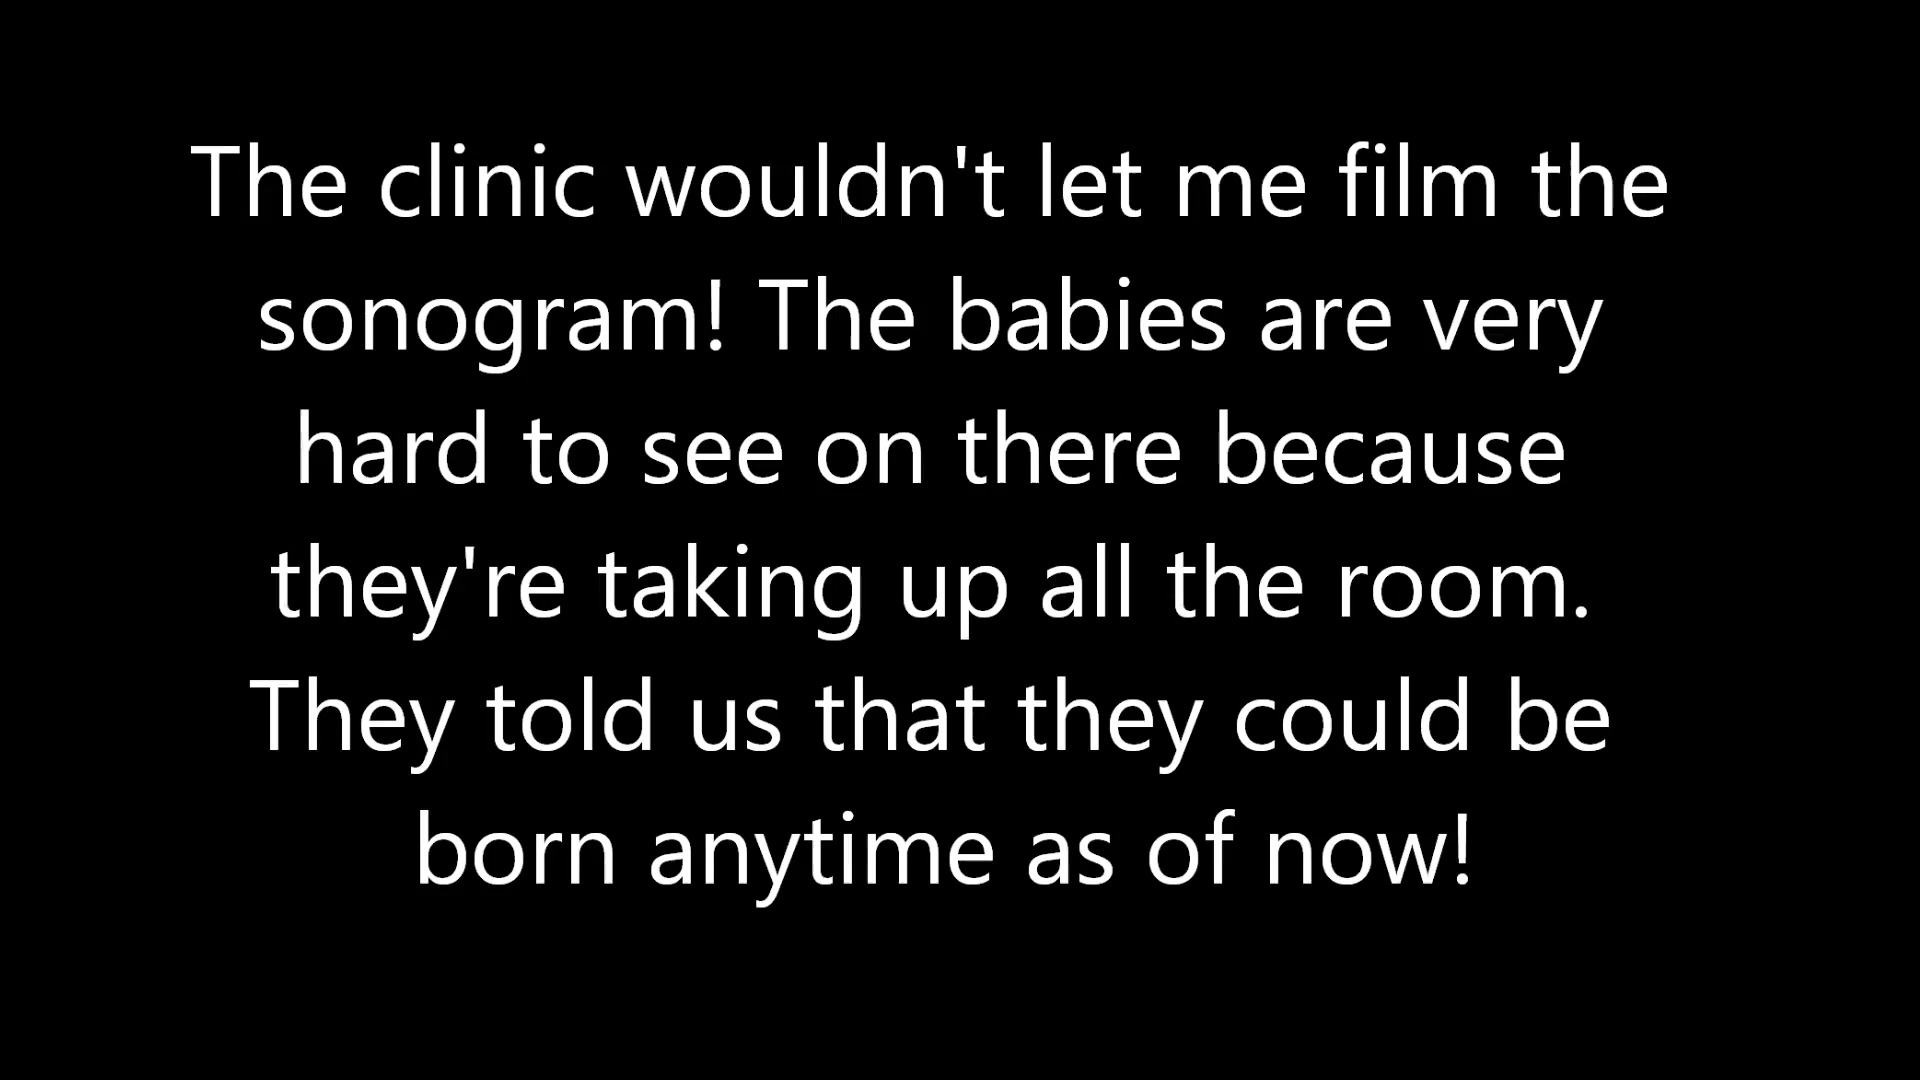 The clinic wouldn't let me film the
sonogram! The babies are very
hard to see on there because
they're taking up all the room.
They told us that they could be
born anytime as of now!